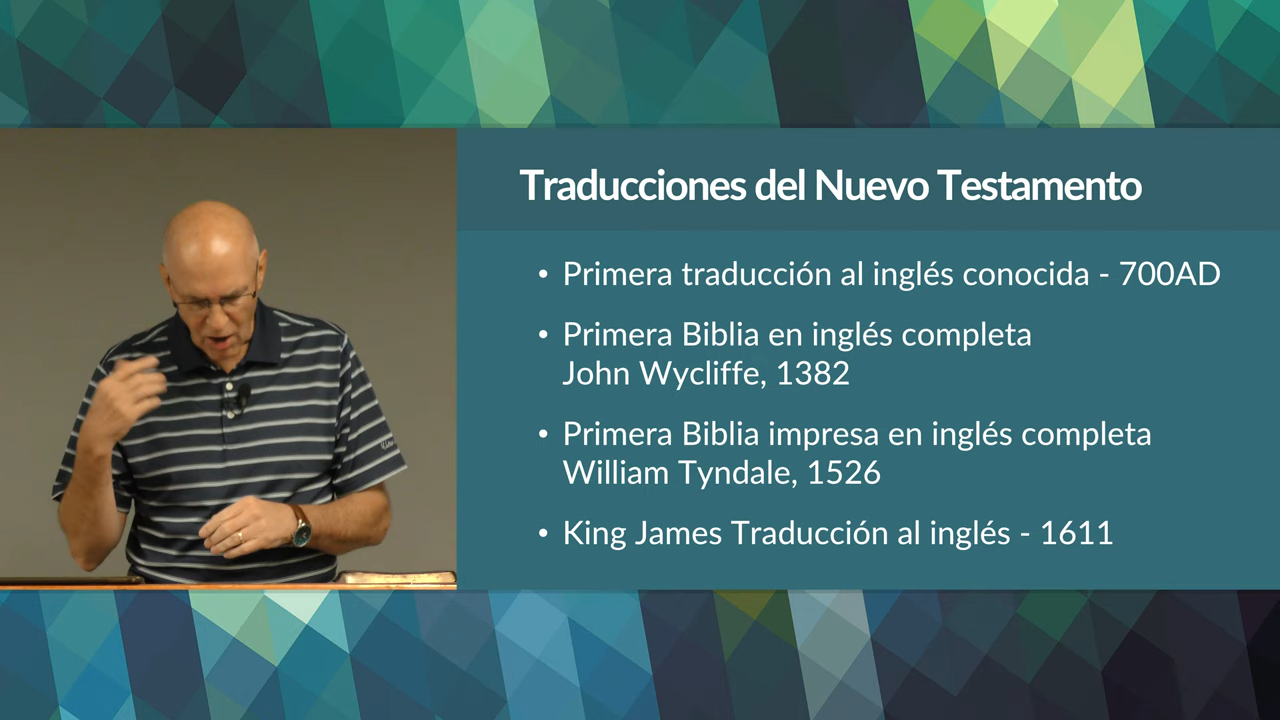 Traducciones del Nuevo Testamento
• Primera traducción al inglés conocida - 700AD
• Primera Biblia en inglés completa
John Wycliffe, 1382
• Primera Biblia impresa en inglés completa
William Tyndale, 1526
• King James Traducción al inglés - 1611